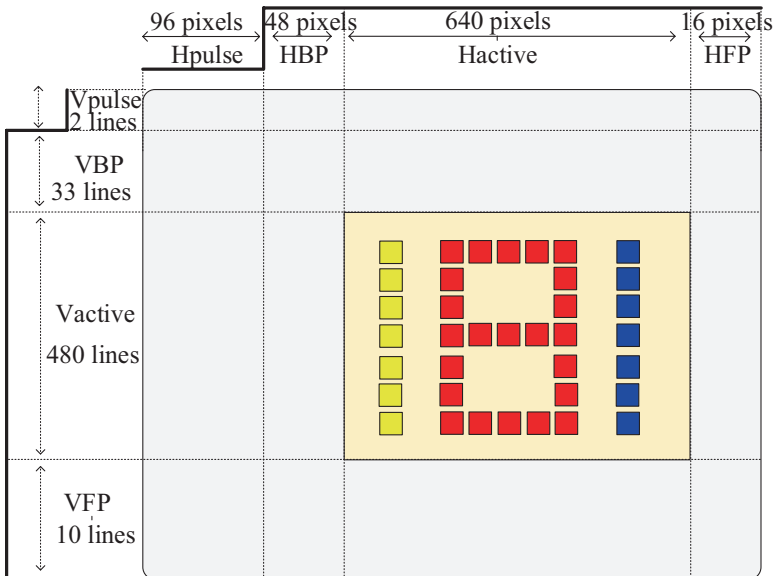 96 pixels 48 pixels 640 pixels 16 pixels
Hpulse HBP Hactive HFP
Vpulse
2 lines
VBP
33 lines
Vactive
480 lines
VFP
10 lines
181